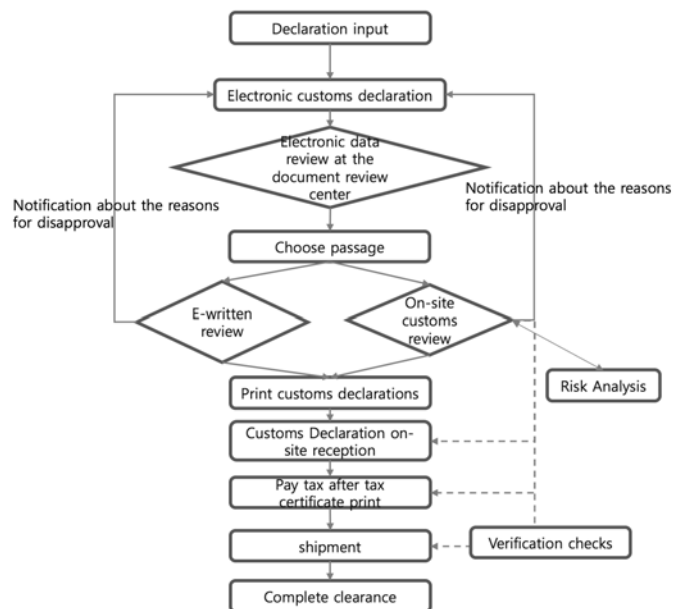 Declaration input
Electronic customs declaration
Electronic data
review at the
document review
center
Notification about the reasons
for disapproval
Notification about the reasons
for disapproval
Choose passage
E-written
review
On-site
customs
review
Risk Analysis
Print customs declarations
Customs Declaration on-
site reception
Pay tax after tax
certificate print
shipment
Verification checks
Complete clearance